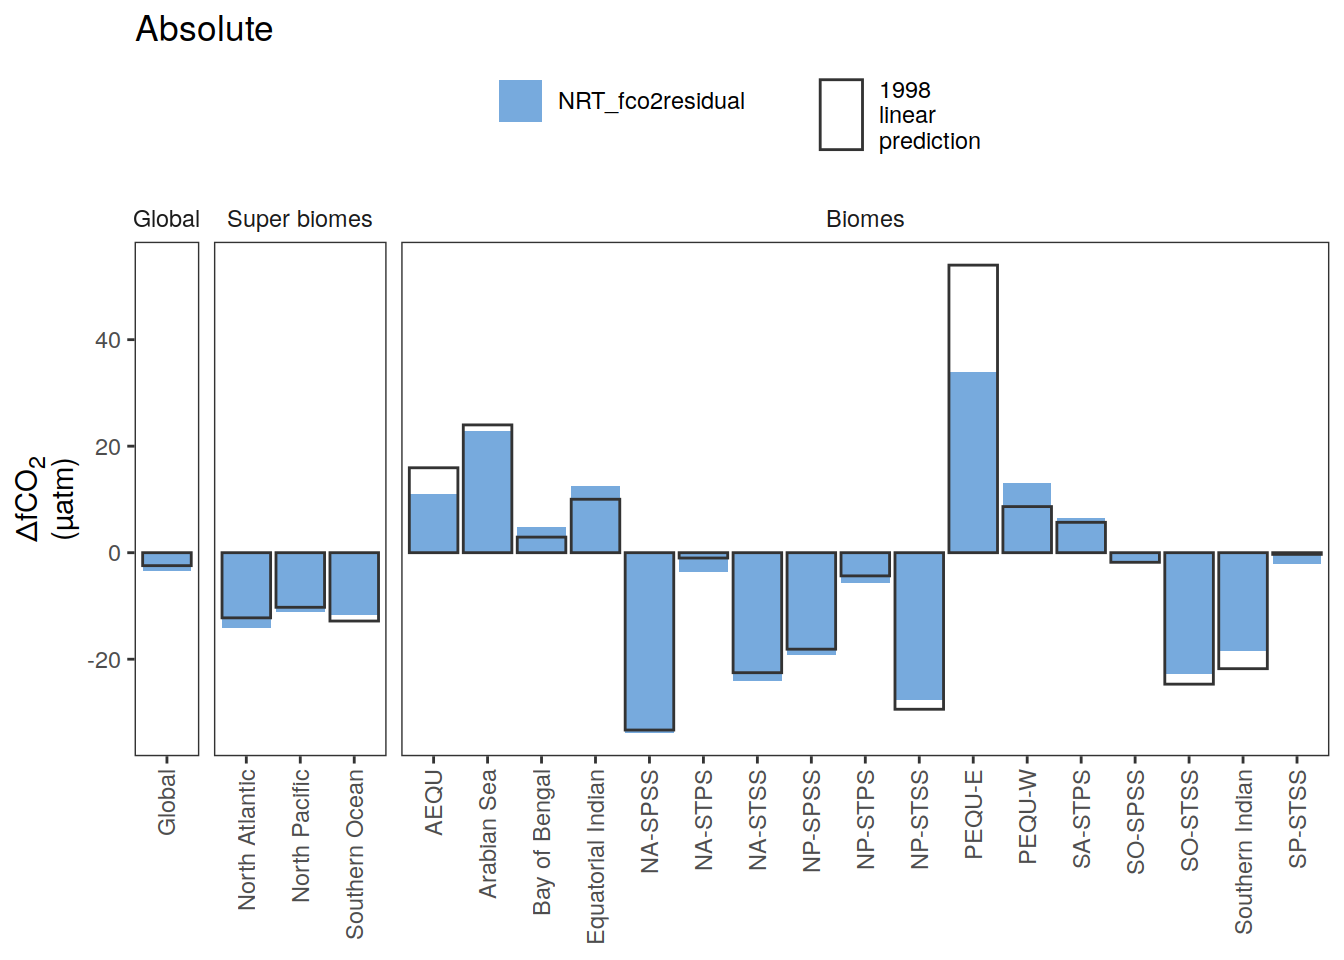 Absolute
NRT_fco2residual
1998
linear
prediction
Global
Super biomes
Biomes
ΔfCO₂
(µatm)
40
20
0
-20
Global
North Atlantic
North Pacific
Southern Ocean
AEQU
Arabian Sea
Bay of Bengal
Equatorial Indian
NA-SPSS
NA-STPS
NA-STSS
NP-SPSS
NP-STPS
NP-STSS
PEQU-E
PEQU-W
SA-STPS
SO-SPSS
SO-STSS
Southern Indian
SP-STSS